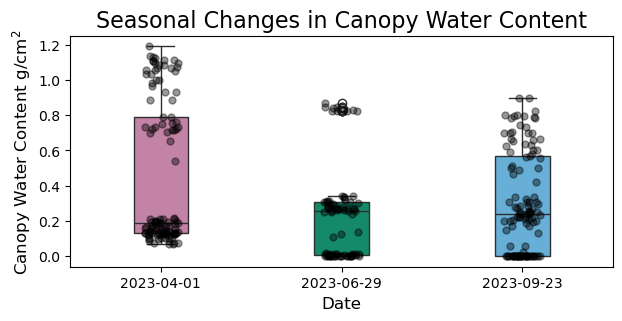 Seasonal Changes in Canopy Water Content
Canopy Water Content g/cm²
1.2
1.0
0.8
0.6
0.4
0.2
0.0
2023-04-01 2023-06-29 2023-09-23
Date